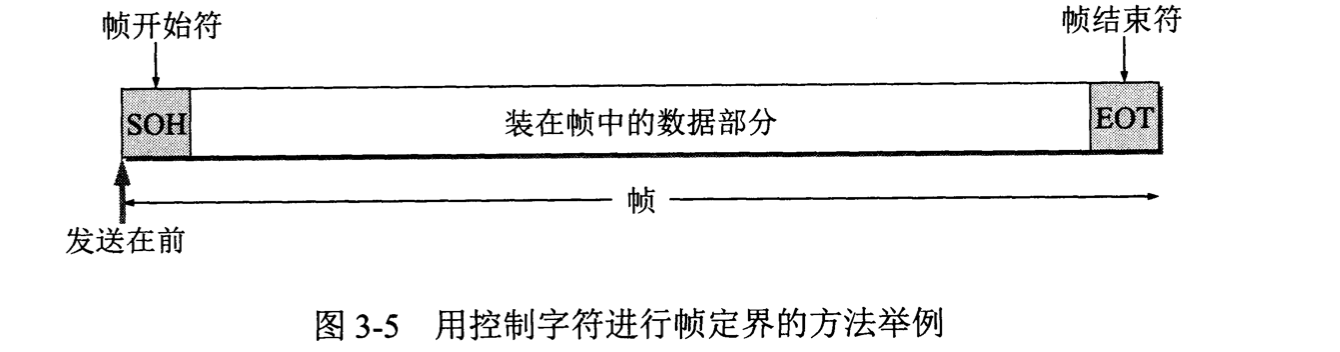 帧开始符
帧结束符
SOH
装在帧中的数据部分
EOT
帧
发送在前
图 3-5 用控制字符进行帧定界的方法举例